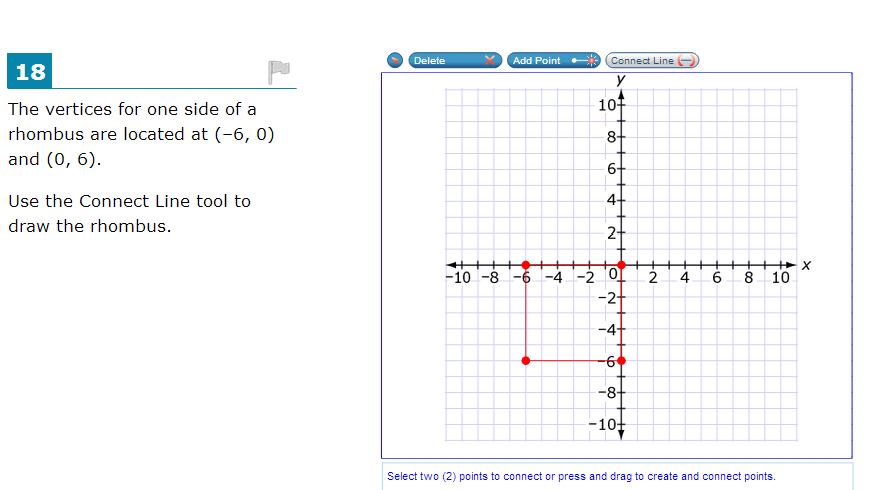 18
The vertices for one side of a
rhombus are located at (−6, 0)
and (0, 6).
Use the Connect Line tool to
draw the rhombus.
Delete
Add Point
Connect Line
y
10
8
6
4
2
−10 −8 −6 −4 −2 0 2 4 6 8 10 x
−2
−4
−6
−8
−10
Select two (2) points to connect or press and drag to create and connect points.